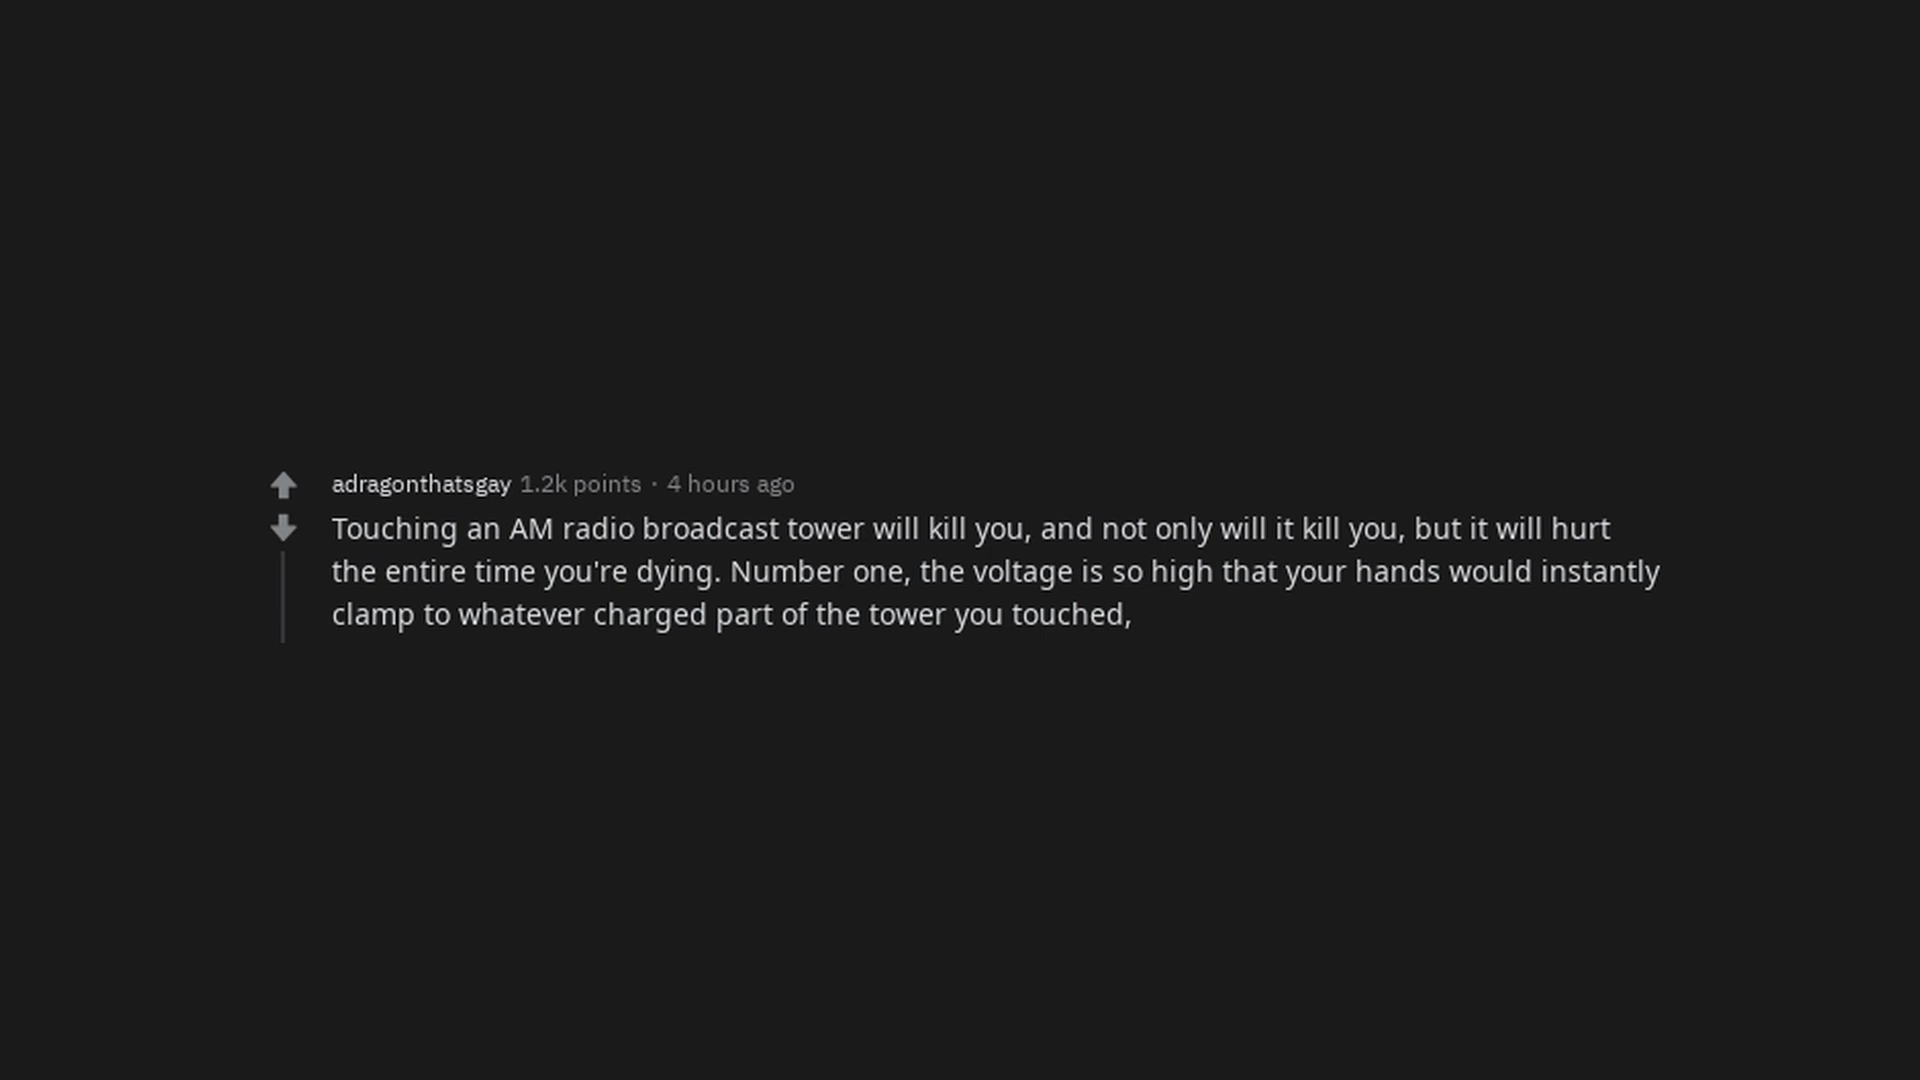 adragonthatsgay 1.2k points · 4 hours ago
Touching an AM radio broadcast tower will kill you, and not only will it kill you, but it will hurt
the entire time you're dying. Number one, the voltage is so high that your hands would instantly
clamp to whatever charged part of the tower you touched,